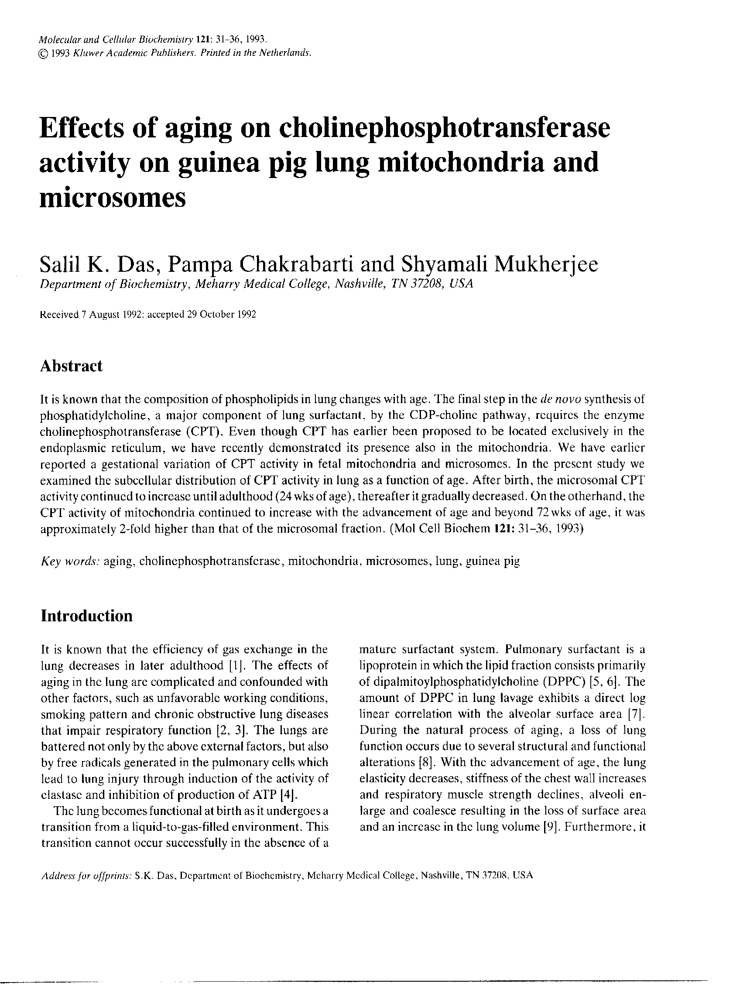 Molecular and Cellular Biochemistry 121: 31–36, 1993.
© 1993 Kluwer Academic Publishers. Printed in the Netherlands.
Effects of aging on cholinephosphotransferase
activity on guinea pig lung mitochondria and
microsomes
Salil K. Das, Pampa Chakrabarti and Shyamali Mukherjee
Department of Biochemistry, Meharry Medical College, Nashville, TN 37208, USA
Received 7 August 1992; accepted 29 October 1992
Abstract
It is known that the composition of phospholipids in lung changes with age. The final step in the de novo synthesis of
phosphatidylcholine, a major component of lung surfactant, by the CDP-choline pathway, requires the enzyme
cholinephosphotransferase (CPT). Even though CPT has earlier been proposed to be located exclusively in the
endoplasmic reticulum, we have recently demonstrated its presence also in the mitochondria. We have earlier
reported a gestational variation of CPT activity in fetal mitochondria and microsomes. In the present study we
examined the subcellular distribution of CPT activity in lung as a function of age. After birth, the microsomal CPT
activity continued to increase until adulthood (24 wks of age), thereafter it gradually decreased. On the otherhand, the
CPT activity of mitochondria continued to increase with the advancement of age and beyond 72 wks of age, it was
approximately 2-fold higher than that of the microsomal fraction. (Mol Cell Biochem 121: 31–36, 1993)
Key words: aging, cholinephosphotransferase, mitochondria, microsomes, lung, guinea pig
Introduction
It is known that the efficiency of gas exchange in the
lung decreases in later adulthood [1]. The effects of
aging in the lung are complicated and confounded with
other factors, such as unfavorable working conditions,
smoking pattern and chronic obstructive lung diseases
that impair respiratory function [2, 3]. The lungs are
battered not only by the above external factors, but also
by free radicals generated in the pulmonary cells which
lead to lung injury through induction of the activity of
elastase and inhibition of production of ATP [4].
The lung becomes functional at birth as it undergoes a
transition from a liquid-to-gas-filled environment. This
transition cannot occur successfully in the absence of a
mature surfactant system. Pulmonary surfactant is a
lipoprotein in which the lipid fraction consists primarily
of dipalmitoylphosphatidylcholine (DPPC) [5, 6]. The
amount of DPPC in lung lavage exhibits a direct log
linear correlation with the alveolar surface area [7].
During the natural process of aging, a loss of lung
function occurs due to several structural and functional
alterations [8]. With the advancement of age, the lung
elasticity decreases, stiffness of the chest wall increases
and respiratory muscle strength declines, alveoli en-
large and coalesce resulting in the loss of surface area
and an increase in the lung volume [9]. Furthermore, it
Address for offprints: S.K. Das, Department of Biochemistry, Meharry Medical College, Nashville, TN 37208, USA